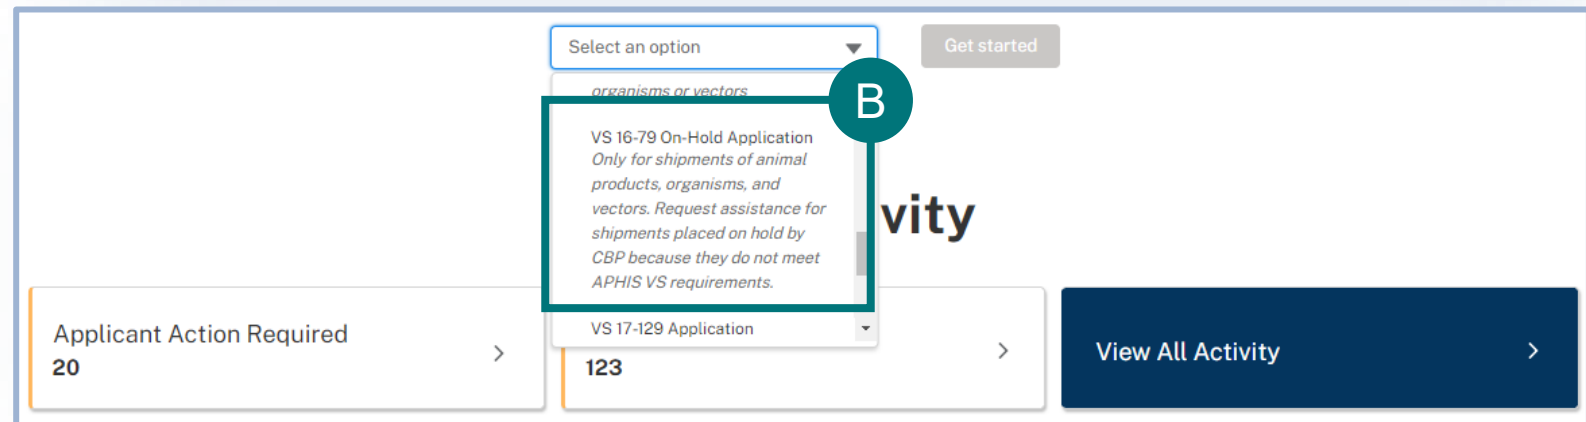 Select an option
Get started
organisms or vectors
B
VS 16-79 On-Hold Application
Only for shipments of animal
products, organisms, and
vectors. Request assistance for
shipments placed on hold by
CBP because they do not meet
APHIS VS requirements.
VS 17-129 Application
vity
Applicant Action Required
20
123
View All Activity